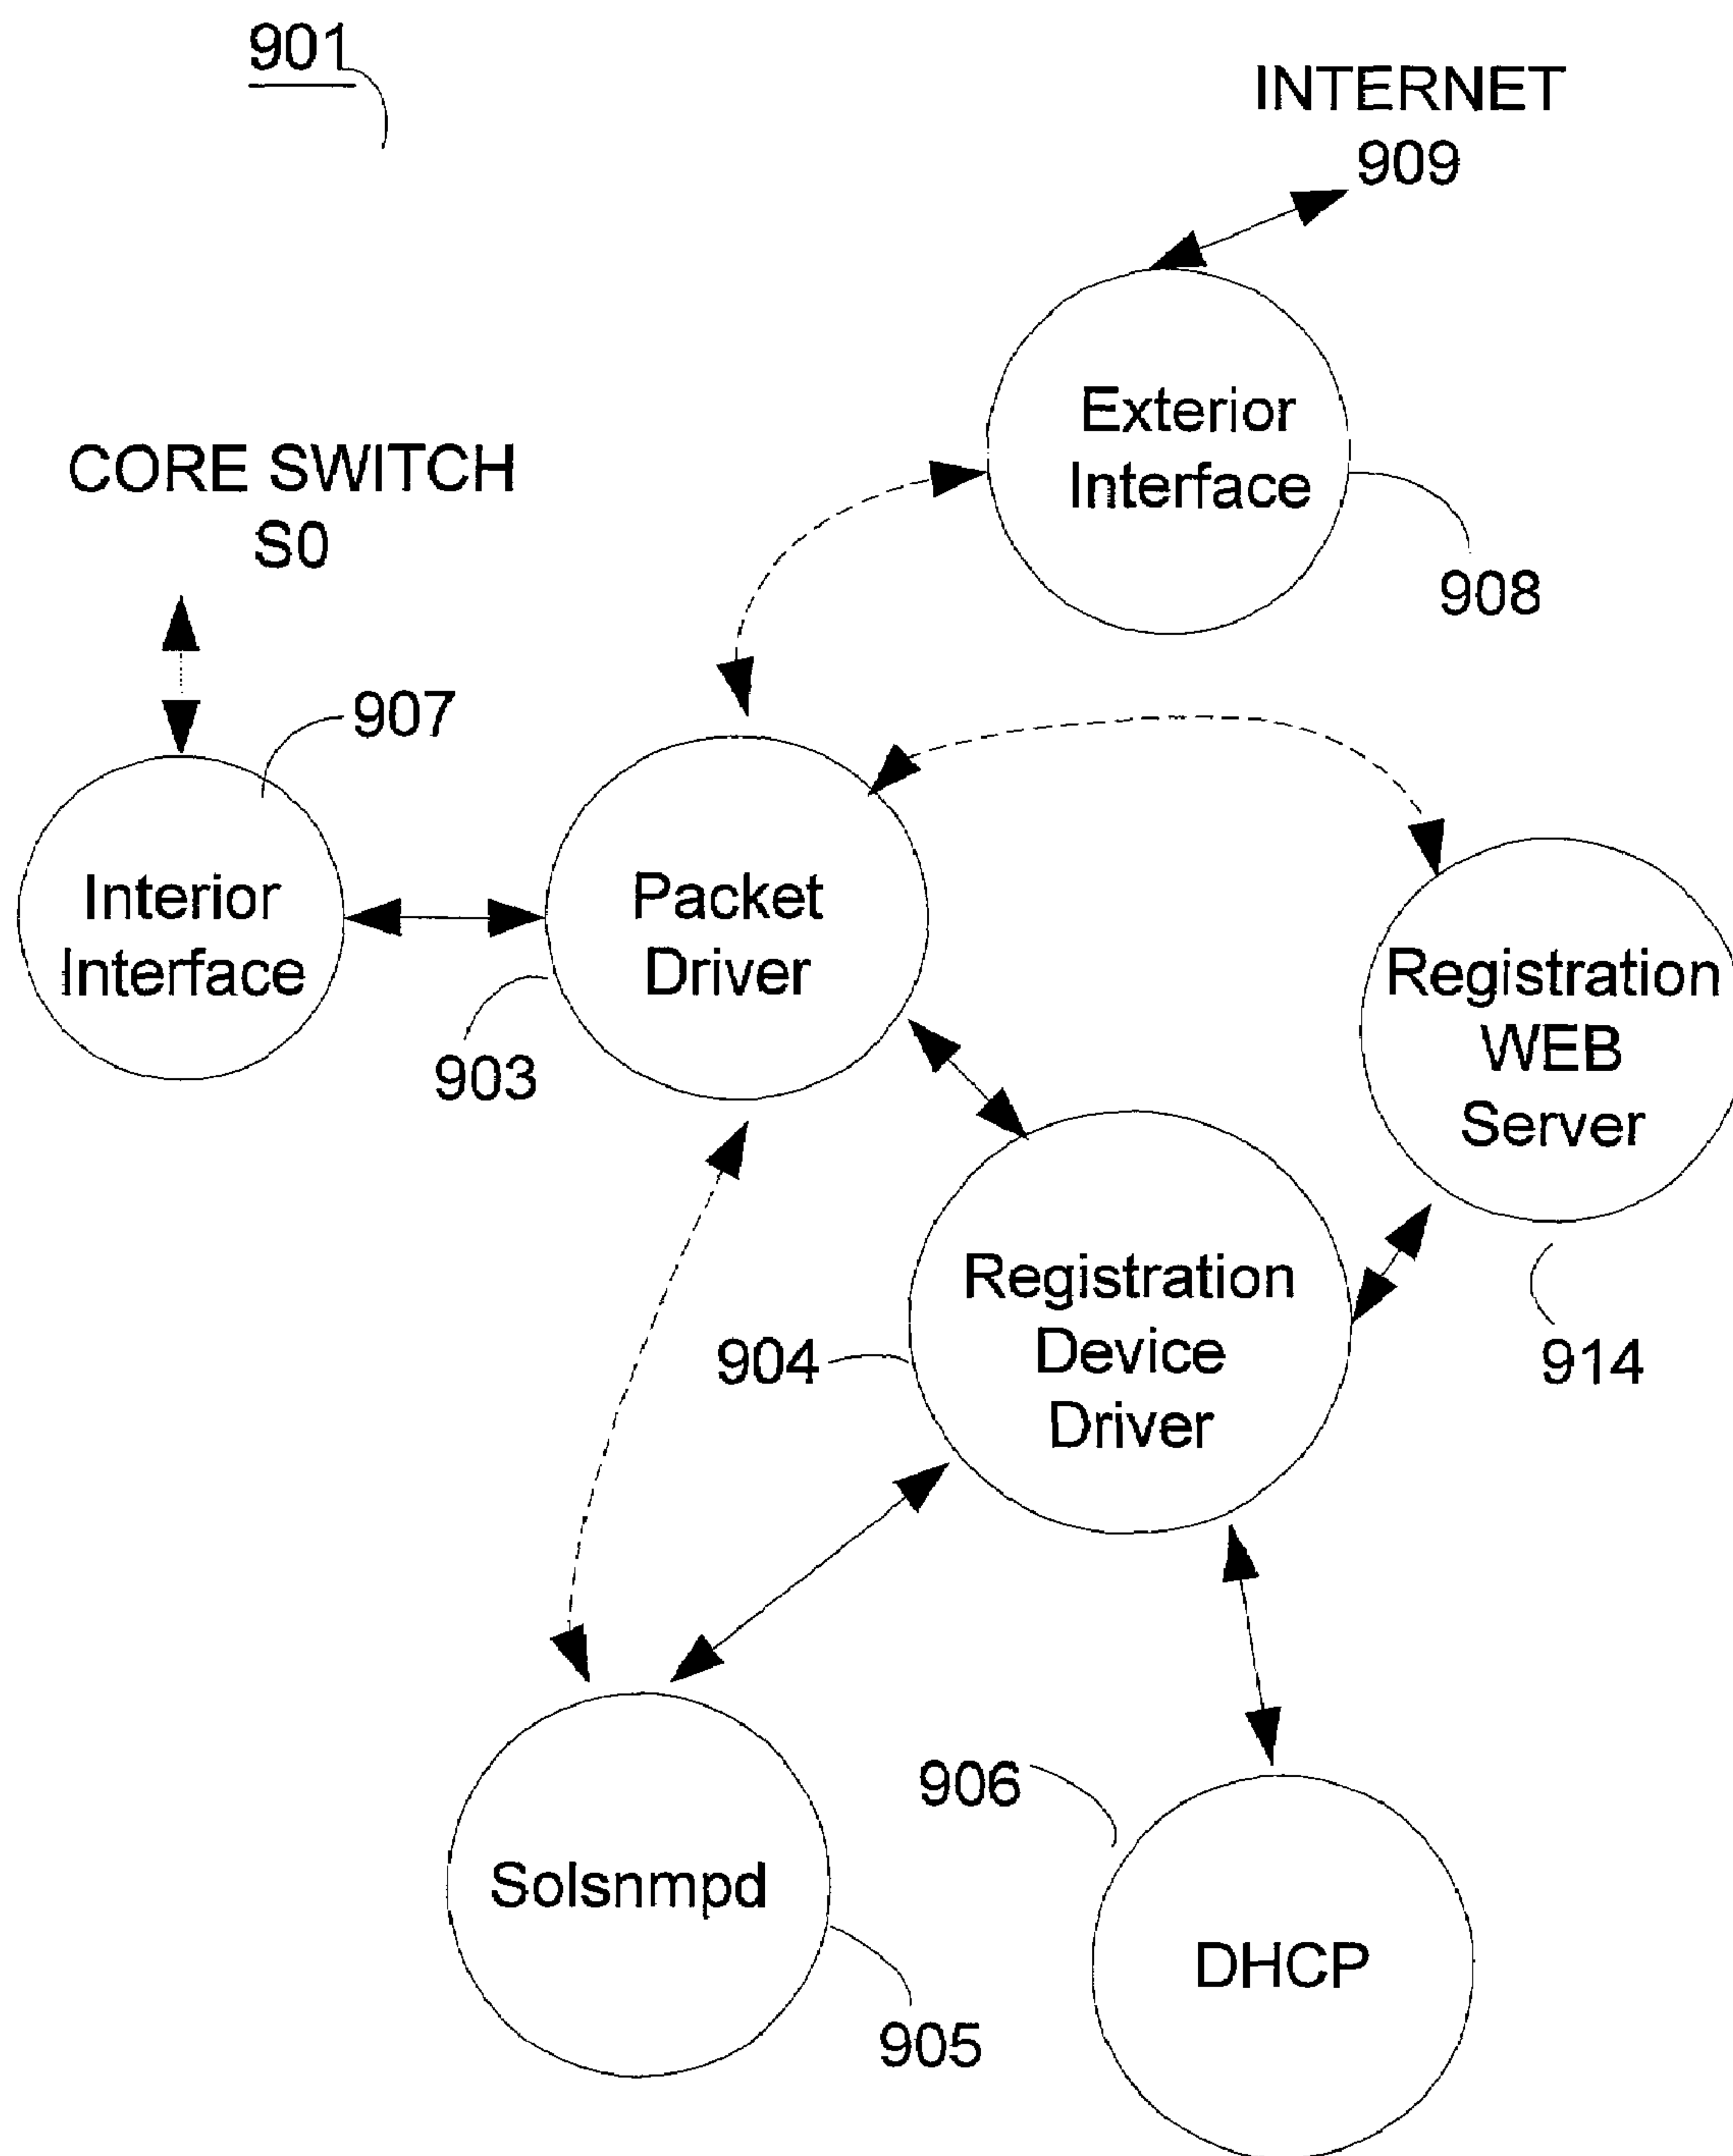 901
INTERNET
909
Exterior
Interface
908
CORE SWITCH
S0
907
Interior
Interface
Packet
Driver
903
Registration
WEB
Server
914
Registration
Device
Driver
904
Solsnmpd
905
906
DHCP